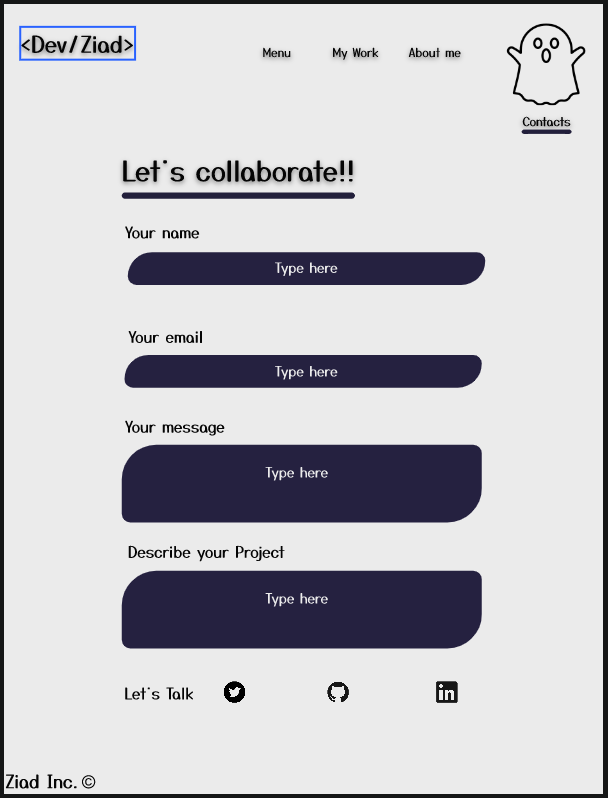 <Dev/Ziad>
Menu My Work About me
Contacts
Let's collaborate!!
Your name
Type here
Your email
Type here
Your message
Type here
Describe your Project
Type here
Let's Talk
in
Ziad Inc. ©